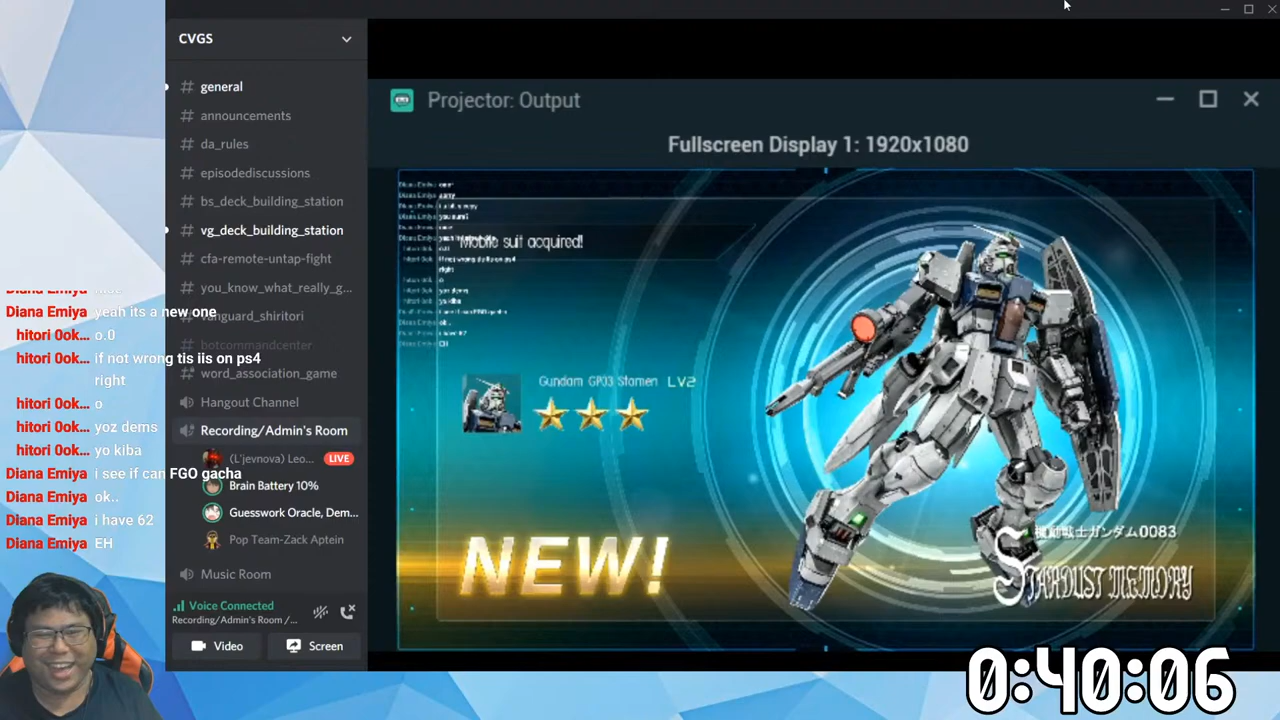 CVGS
general
announcements
da_rules
episodediscussions
bs_deck_building_station
vg_deck_building_station
cfa-remote-untap-fight
you_know_what_really_g...
vanguard_shiritori
botcommandcenter
word_association_game
Hangout Channel
Recording/Admin's Room
(L'jevnova) Leo... LIVE
Brain Battery 10%
Guesswork Oracle, Dem...
Pop Team-Zack Aptein
Music Room
Voice Connected
Recording/Admin's Room /...
Video
Screen
Diana Emiya yeah its a new one
hitori 0ok... o.0
hitori 0ok... if not wrong tis iis on ps4
right
hitori 0ok... o
hitori 0ok... yoz dems
hitori 0ok... yo kiba
Diana Emiya i see if can FGO gacha
Diana Emiya ok..
Diana Emiya i have 62
Diana Emiya EH
Projector: Output
Fullscreen Display 1: 1920x1080
Mobile suit acquired!
Gundam GP03 Stamen LV2
NEW!
機動戦士ガンダム0083
STARDUST MEMORY
0:40:06